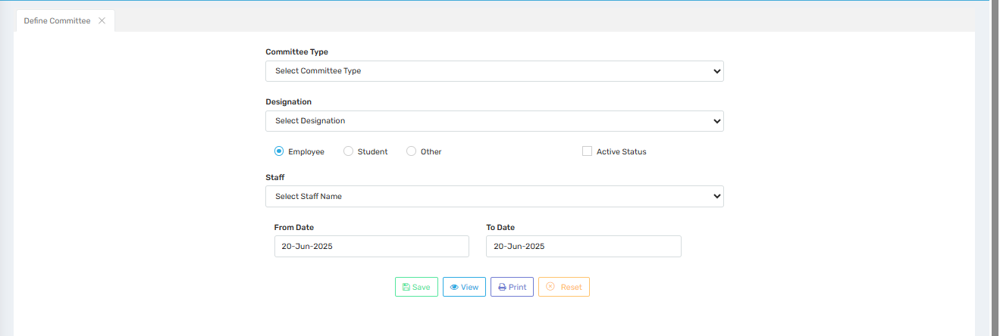 Define Committee
Committee Type
Select Committee Type
Designation
Select Designation
Employee Student Other Active Status
Staff
Select Staff Name
From Date To Date
20-Jun-2025 20-Jun-2025
Save View Print Reset